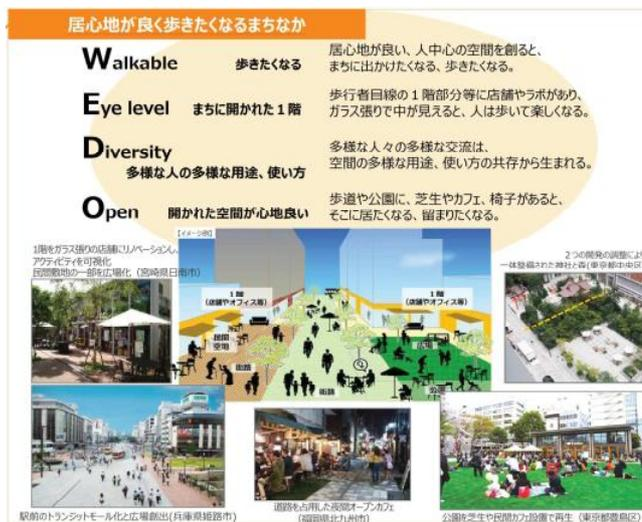 居心地が良く歩きたくなるまちなか
Walkable 歩きたくなる
居心地が良い、人中心の空間を創ると、
まちに出かけたくなる、歩きたくなる。
Eye level まちに開かれた1階
歩行者目線の1階部分等に店舗やラボがあり、
ガラス張りで中が見えると、人は歩いて楽しくなる。
Diversity
多様な人の多様な用途、使い方
多様な人々の多様な交流は、
空間の多様な用途、使い方の共存から生まれる。
Open 開かれた空間が心地良い
歩道や公園に、芝生やカフェ、椅子があると、
そこに居たくなる、留まりたくなる。
1階をガラス張りの店舗にリノベーションし、
アクティビティを可視化
民間敷地の一部を広場化(宮崎県日南市)
【イメージ図】
1階
(店舗やオフィス等)
1階
(店舗やオフィス等)
民間
空地
広場
街路
街路
公園
2つの開発の調整により
一体整備された神社と森(東京都中央区)
駅前のトランジットモール化と広場創出(兵庫県姫路市)
道路を占用した夜間オープンカフェ
(福岡県北九州市)
公園を芝生や民間カフェ設置で再生(東京都豊島区)